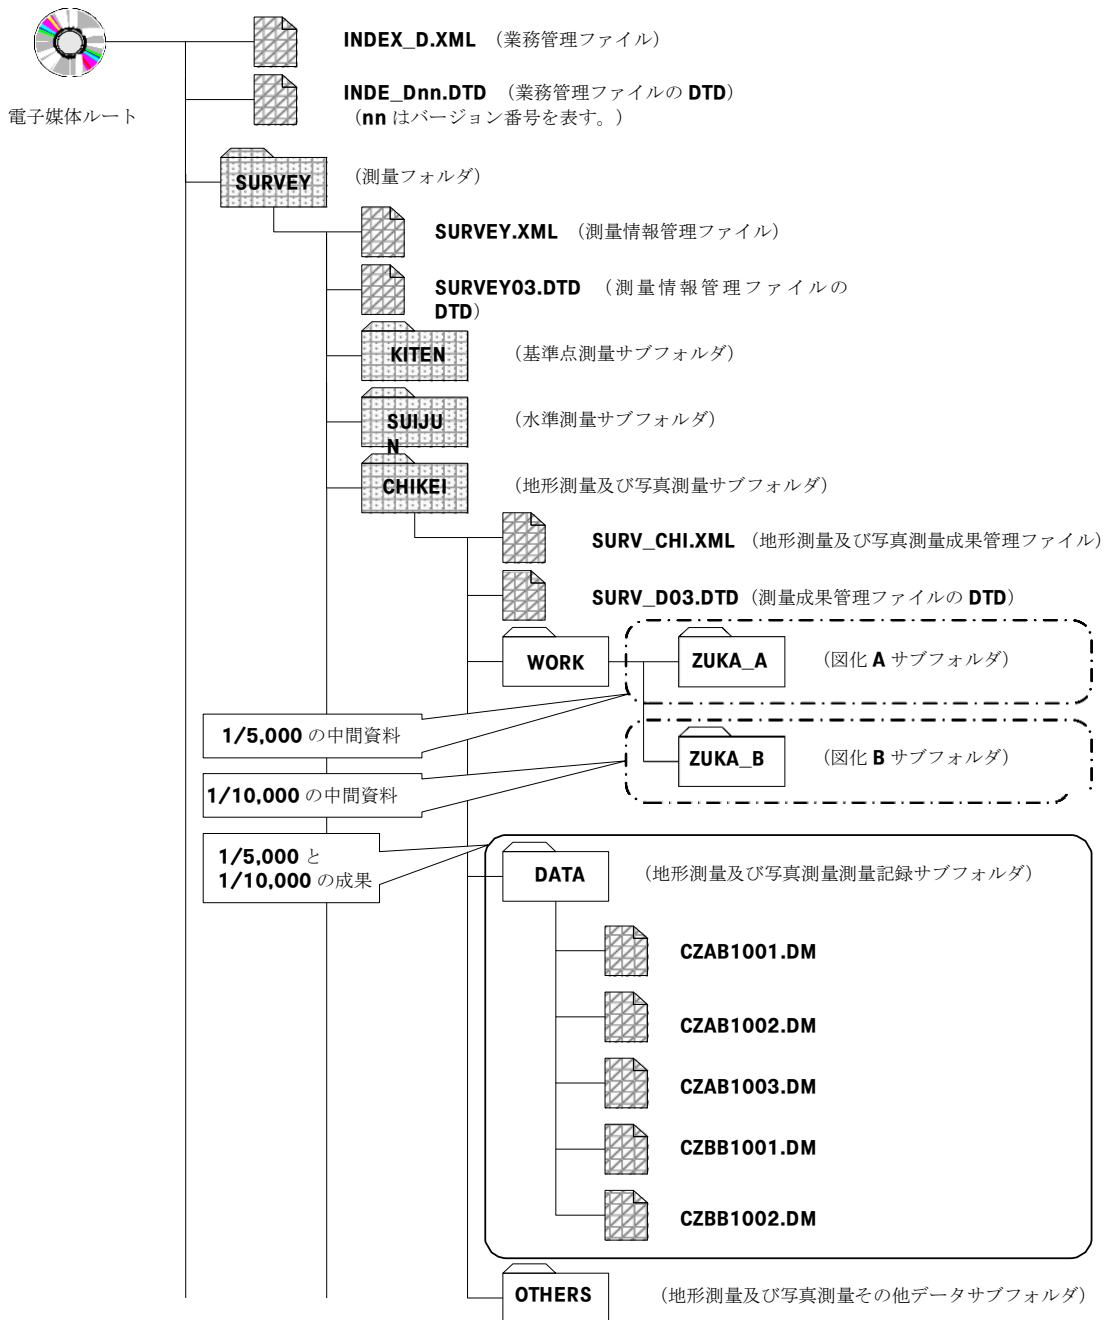 INDEX_D.XML （業務管理ファイル）
電子媒体ルート
INDE_Dnn.DTD （業務管理ファイルの DTD）
（nn はバージョン番号を表す。）
SURVEY （測量フォルダ）
SURVEY.XML （測量情報管理ファイル）
SURVEY03.DTD （測量情報管理ファイルの
DTD）
KITEN （基準点測量サブフォルダ）
SUIJU
N
（水準測量サブフォルダ）
CHIKEI （地形測量及び写真測量サブフォルダ）
SURV_CHI.XML （地形測量及び写真測量成果管理ファイル）
SURV_D03.DTD （測量成果管理ファイルの DTD）
WORK ZUKA_A （図化 A サブフォルダ）
1/5,000 の中間資料
ZUKA_B （図化 B サブフォルダ）
1/10,000 の中間資料
1/5,000 と
1/10,000 の成果
DATA （地形測量及び写真測量測量記録サブフォルダ）
CZAB1001.DM
CZAB1002.DM
CZAB1003.DM
CZBB1001.DM
CZBB1002.DM
OTHERS （地形測量及び写真測量その他データサブフォルダ）